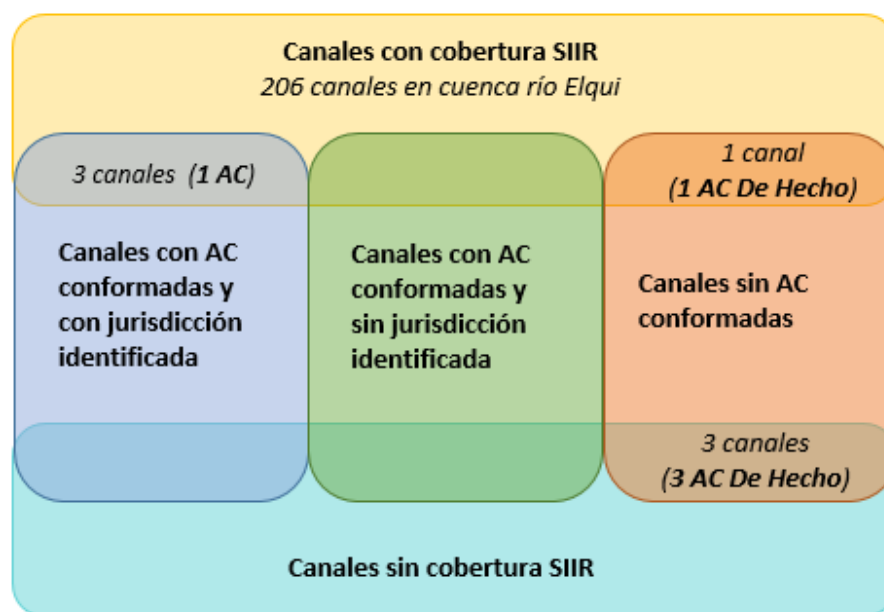 Canales con cobertura SIIR
206 canales en cuenca río Elqui
3 canales (1 AC)
1 canal
(1 AC De Hecho)
Canales con AC
conformadas y
con jurisdicción
identificada
Canales con AC
conformadas y
sin jurisdicción
identificada
Canales sin AC
conformadas
3 canales
(3 AC De Hecho)
Canales sin cobertura SIIR